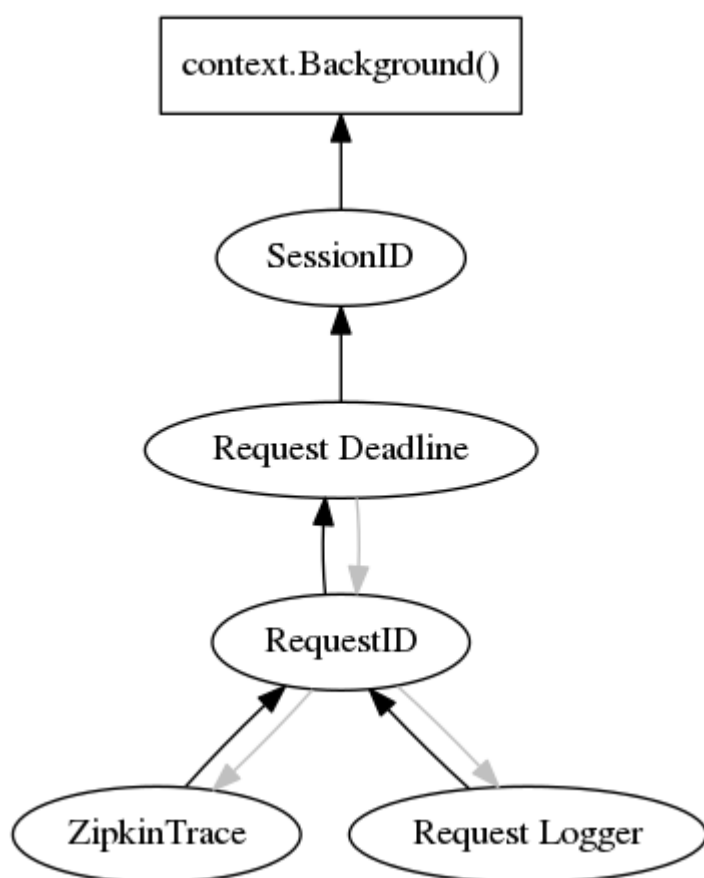 context.Background()
SessionID
Request Deadline
RequestID
ZipkinTrace
Request Logger